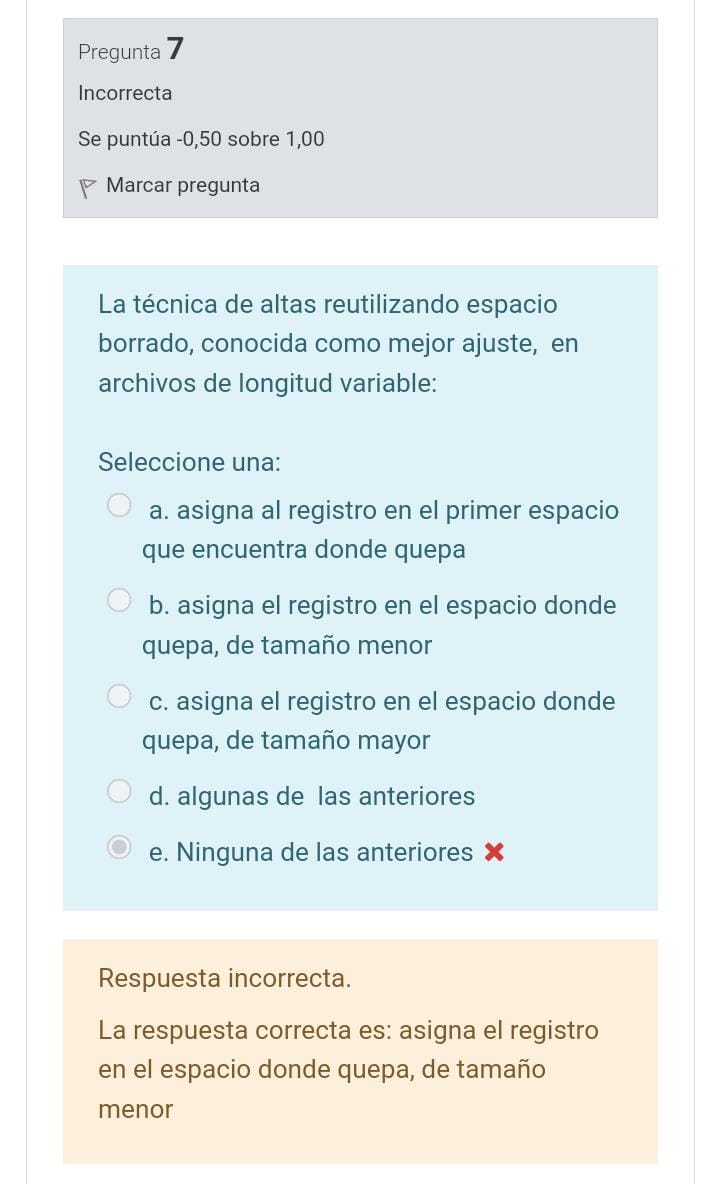 Pregunta 7
Incorrecta
Se puntúa -0,50 sobre 1,00
Marcar pregunta
La técnica de altas reutilizando espacio
borrado, conocida como mejor ajuste,  en
archivos de longitud variable:
Seleccione una:
a. asigna al registro en el primer espacio
que encuentra donde quepa
b. asigna el registro en el espacio donde
quepa, de tamaño menor
c. asigna el registro en el espacio donde
quepa, de tamaño mayor
d. algunas de  las anteriores
e. Ninguna de las anteriores
Respuesta incorrecta.
La respuesta correcta es: asigna el registro
en el espacio donde quepa, de tamaño
menor